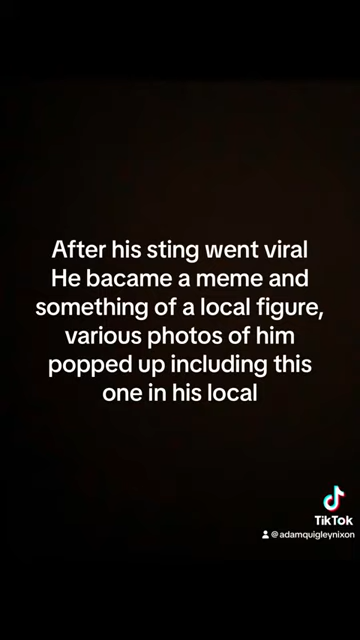 After his sting went viral
He bacame a meme and
something of a local figure,
various photos of him
popped up including this
one in his local
TikTok
@adamquigleynixon